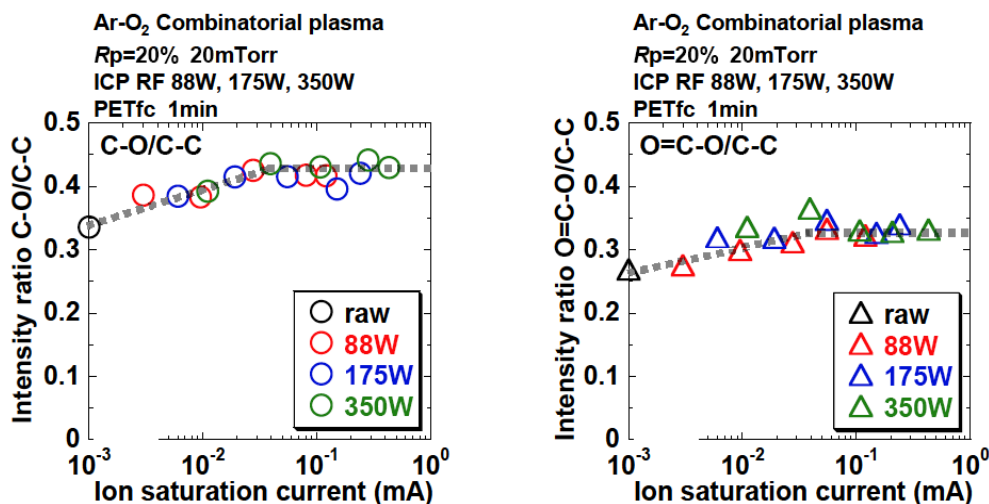 Ar-O₂ Combinatorial plasma
Rp=20% 20mTorr
ICP RF 88W, 175W, 350W
PETfc 1min
C-O/C-C
Intensity ratio C-O/C-C
0.5
0.4
0.3
0.2
0.1
0
raw
88W
175W
350W
10⁻³ 10⁻² 10⁻¹ 10⁰
Ion saturation current (mA)
Ar-O₂ Combinatorial plasma
Rp=20% 20mTorr
ICP RF 88W, 175W, 350W
PETfc 1min
O=C-O/C-C
Intensity ratio O=C-O/C-C
0.5
0.4
0.3
0.2
0.1
0
raw
88W
175W
350W
10⁻³ 10⁻² 10⁻¹ 10⁰
Ion saturation current (mA)